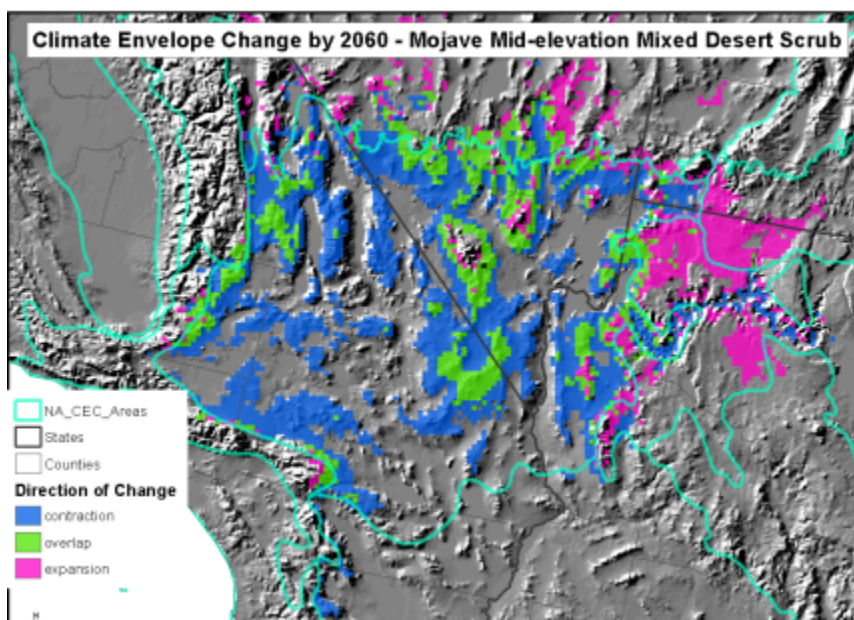 Climate Envelope Change by 2060 - Mojave Mid-elevation Mixed Desert Scrub
NA_CEC_Areas
States
Counties
Direction of Change
contraction
overlap
expansion